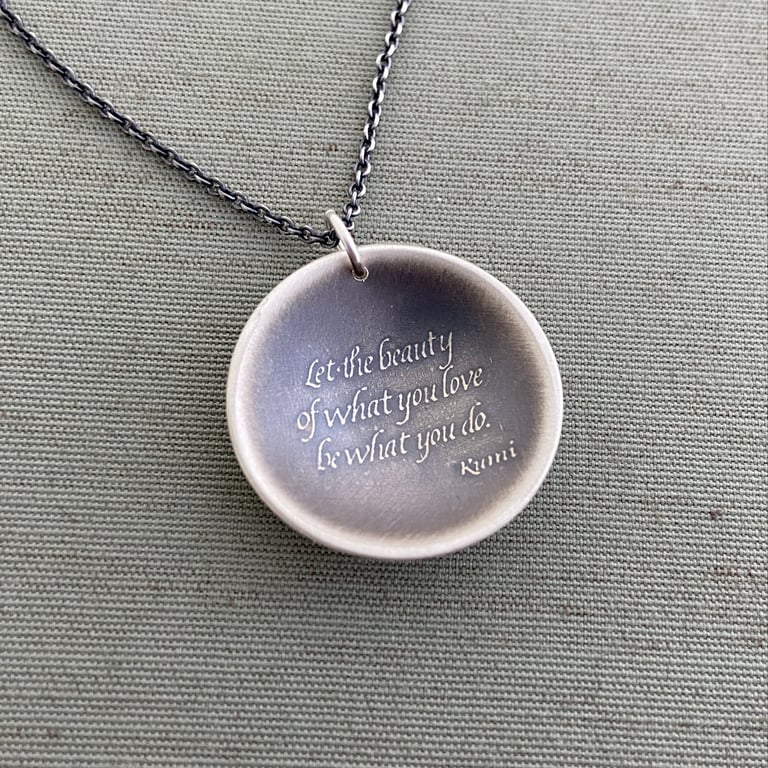 Let the beauty
of what you love
be what you do.
Rumi